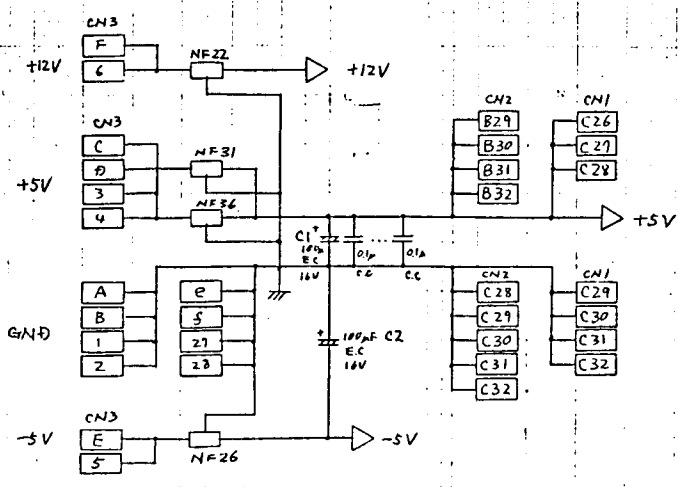 CN3
F
6
+12V
NF22
+12V
CN3
C
D
3
4
+5V
NF31
NF36
CN2
B29
B30
B31
B32
CN1
C26
C27
C28
+5V
C1+
100μ
E.C
16V
0.1μ
C.C
....
0.1μ
C.C
GND
A
B
1
2
e
f
27
28
+
100μF C2
E.C
16V
CN2
C28
C29
C30
C31
C32
CN1
C29
C30
C31
C32
CN3
-5V
E
5
NF26
-5V